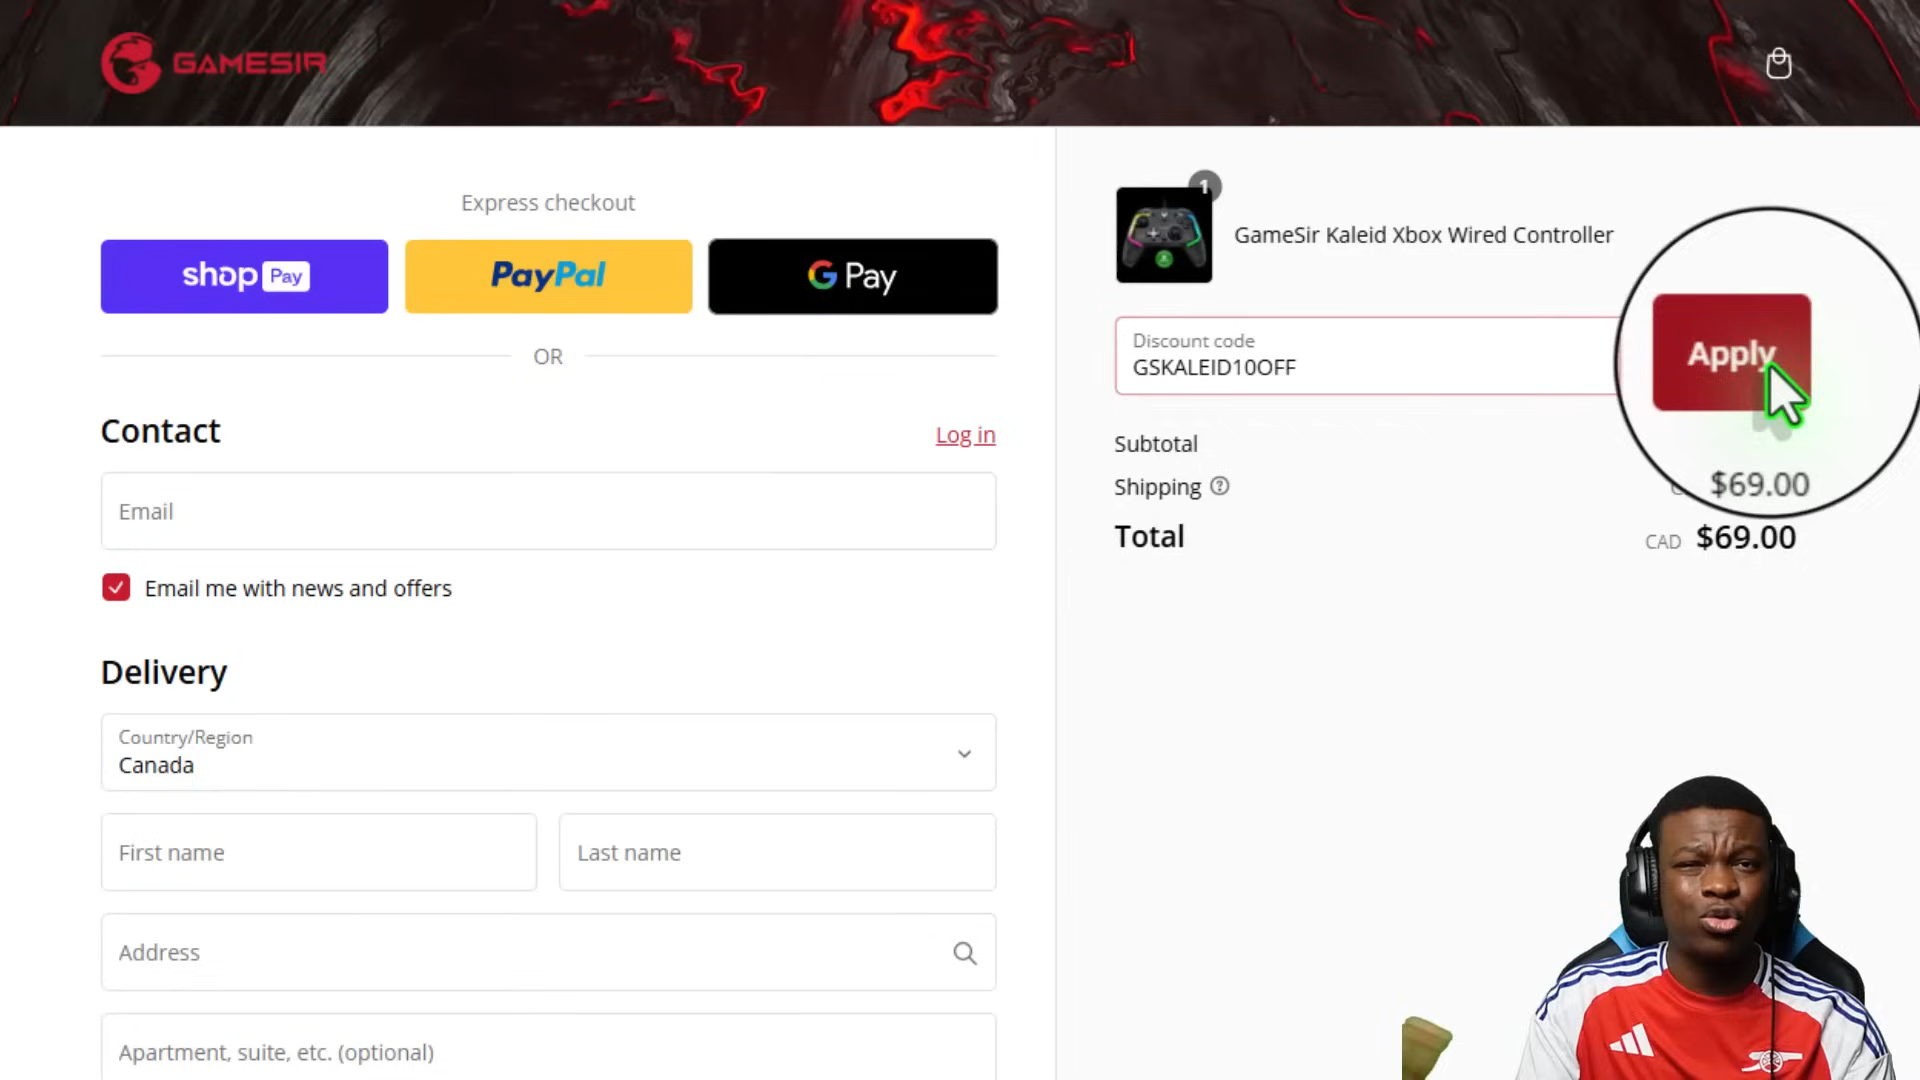 GAMESIR
Express checkout
shop Pay
PayPal
G Pay
OR
Contact
Log in
Email
Email me with news and offers
Delivery
Country/Region
Canada
First name
Last name
Address
Apartment, suite, etc. (optional)
1
GameSir Kaleid Xbox Wired Controller
Discount code
GSKALEID10OFF
Apply
Subtotal
$69.00
Shipping
Total
CAD $69.00